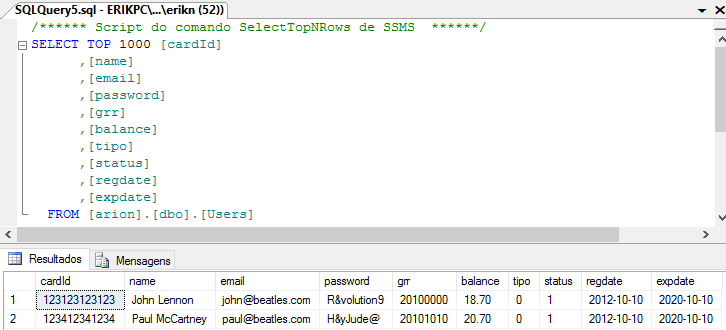 SQLQuery5.sql - ERIKPC\...\erikn (52))
/****** Script do comando SelectTopNRows de SSMS ******/
SELECT TOP 1000 [cardId]
,[name]
,[email]
,[password]
,[grr]
,[balance]
,[tipo]
,[status]
,[regdate]
,[expdate]
FROM [arion].[dbo].[Users]
Resultados Mensagens
cardId name email password grr balance tipo status regdate expdate
1 123123123123 John Lennon john@beatles.com R&volution9 20100000 18.70 0 1 2012-10-10 2020-10-10
2 123412341234 Paul McCartney paul@beatles.com H&yJude@ 20101010 20.70 0 1 2012-10-10 2020-10-10